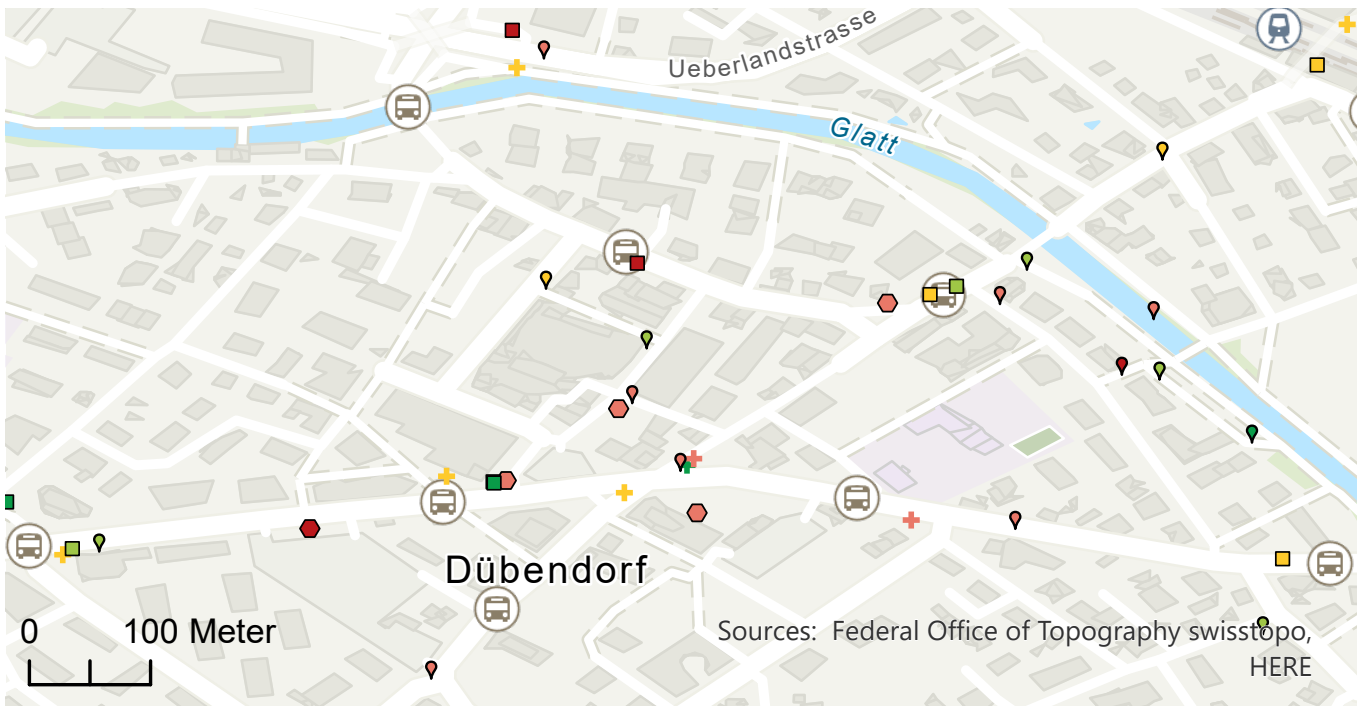 Ueberlandstrasse
Glatt
Dübendorf
0 100 Meter
Sources: Federal Office of Topography swisstopo,
HERE